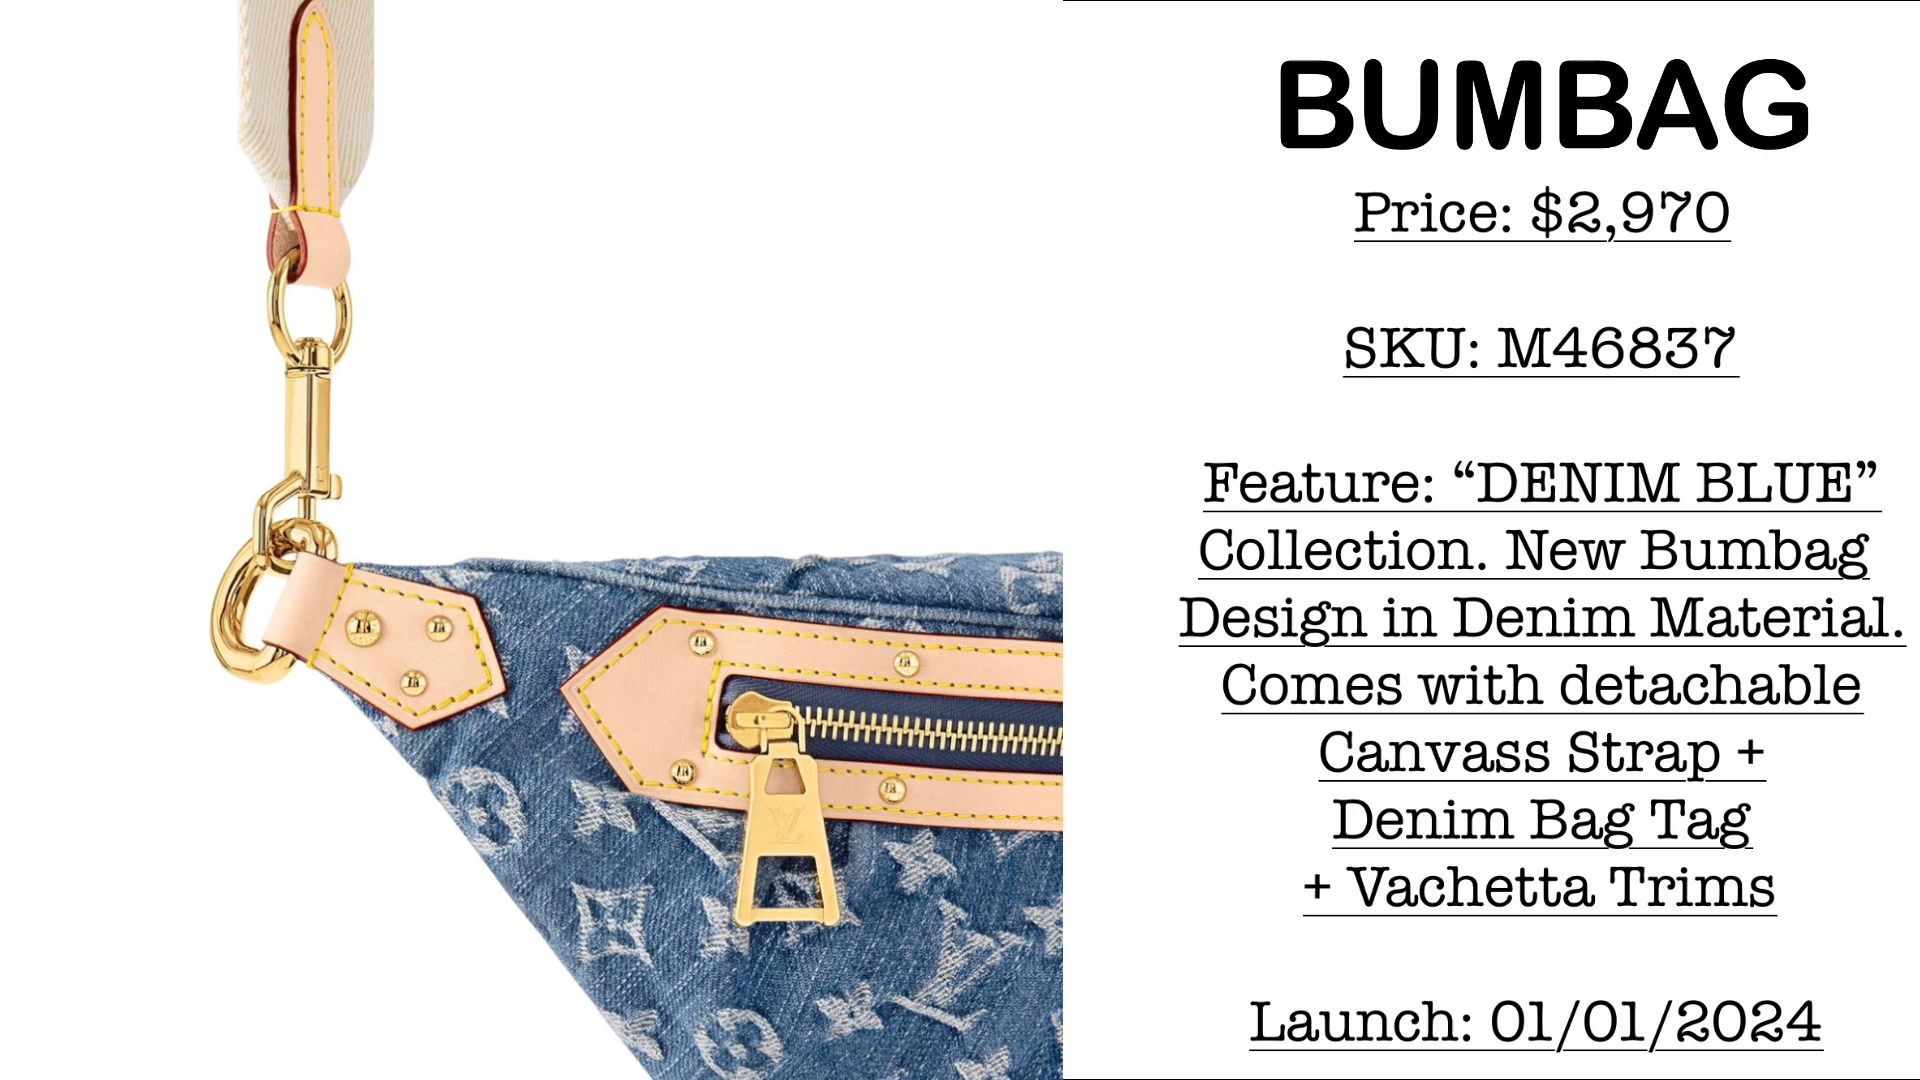 BUMBAG
Price: $2,970
SKU: M46837
Feature: “DENIM BLUE”
Collection. New Bumbag
Design in Denim Material.
Comes with detachable
Canvass Strap +
Denim Bag Tag
+ Vachetta Trims
Launch: 01/01/2024
LV